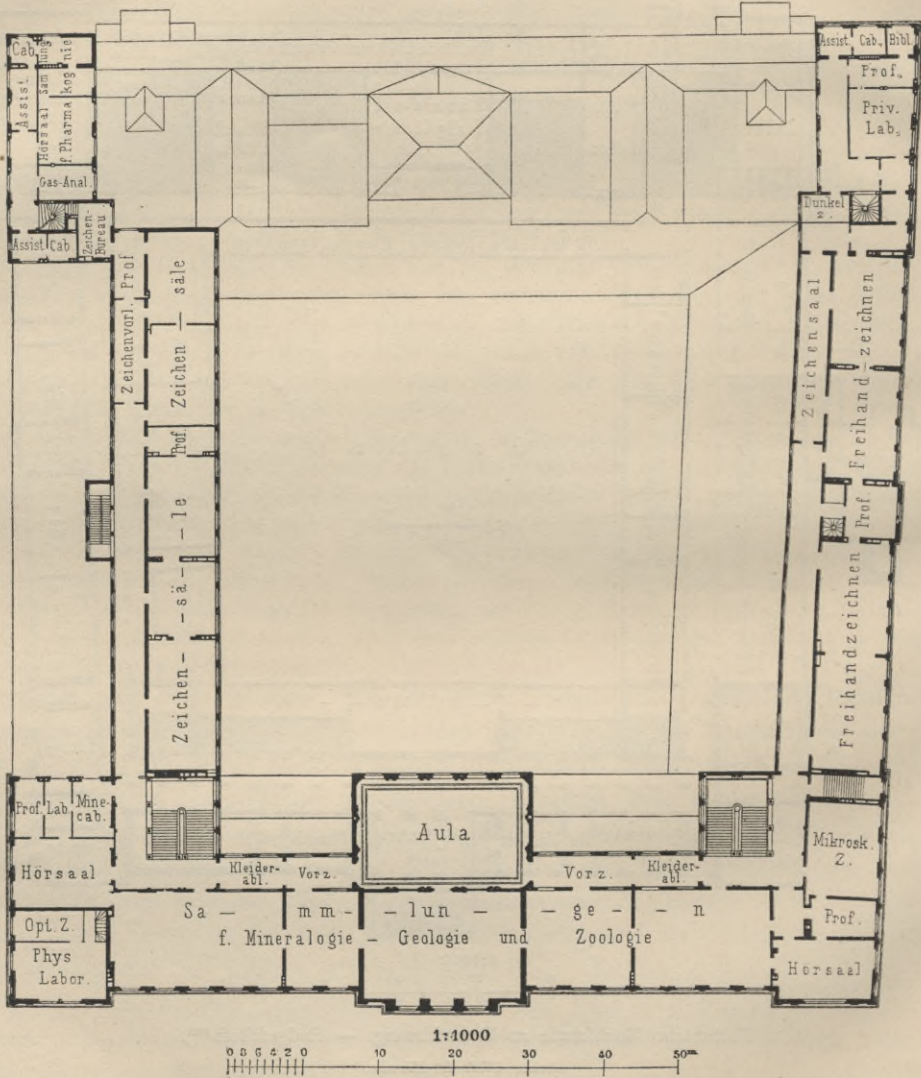 Cab.
Assist.
Hörsaal Sammlung
f. Pharmakognie
Gas-Anal.
Assist Cab
Zeichen-
Bureau.
Assist. Cab. Bibl.
Prof.
Priv.
Lab.
Dunkel
Z.
Prof
Zeichenvorl.
Zeichen — säle
Prof.
Zeichen — sä — le
Zeichensaal
Freihand — zeichnen
Prof.
Freihandzeichnen
Prof. Lab. Mine-
cab.
Hörsaal
Opt. Z.
Phys
Labor.
Kleider-
abl.
Vorz.
Aula
Vorz.
Kleider-
abl.
Mikrosk.
Z.
Prof.
Hörsaal
Sa — mm — lun — ge — n
f. Mineralogie — Geologie und Zoologie
1:1000
0 8 6 4 2 0 10 20 30 40 50m